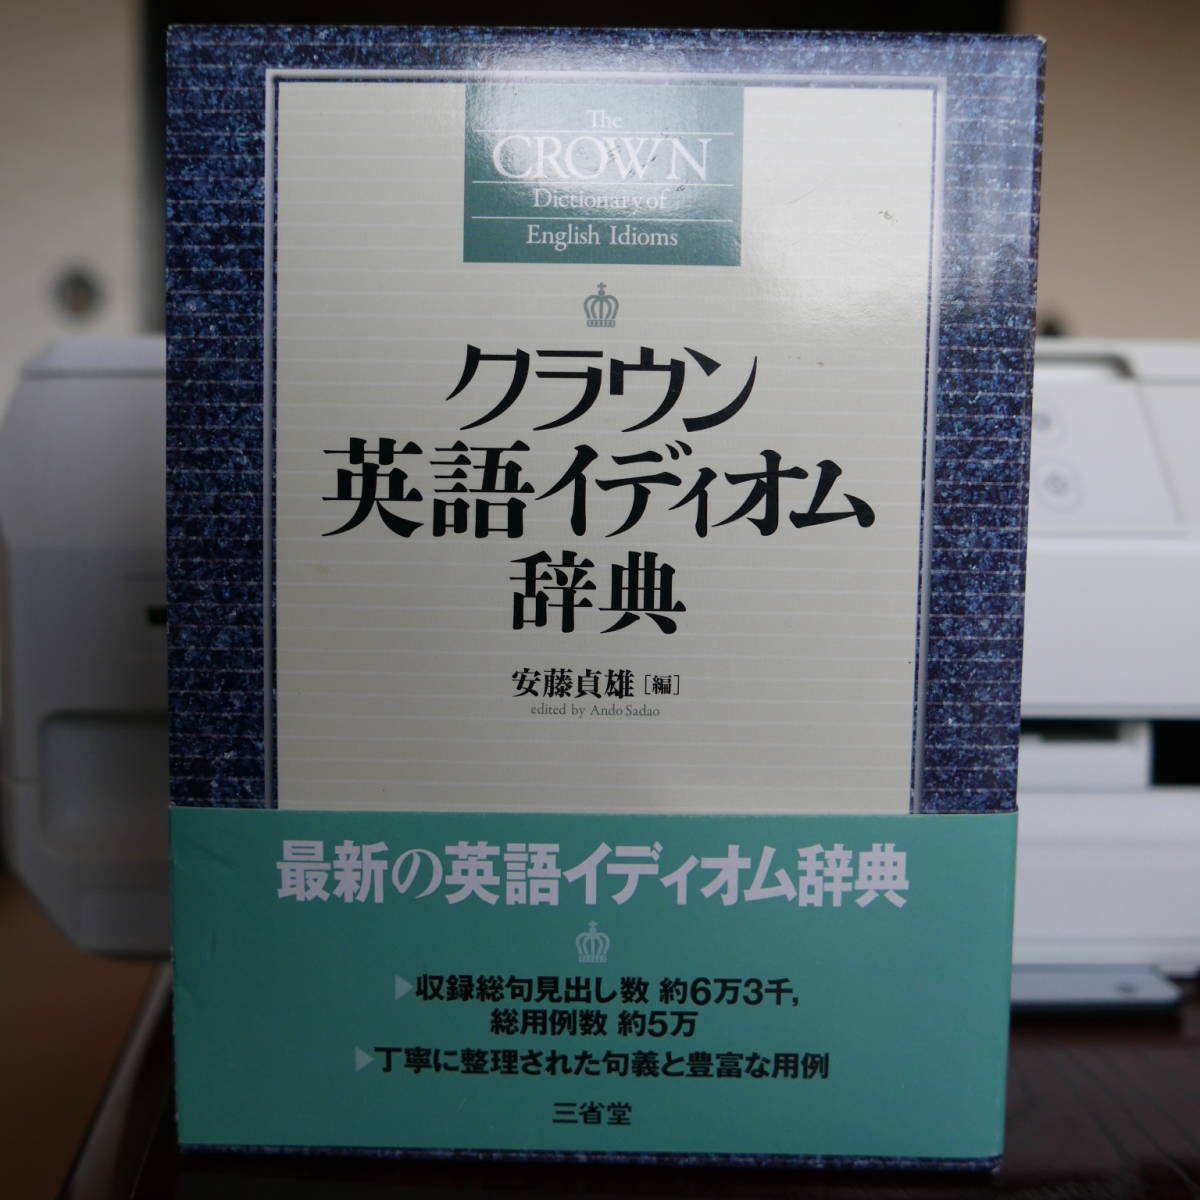 The
CROWN
Dictionary of
English Idioms
クラウン
英語イディオム
辞典
安藤貞雄［編］
edited by Ando Sadao
最新の英語イディオム辞典
▶収録総句見出し数 約6万3千,
総用例数 約5万
▶丁寧に整理された句義と豊富な用例
三省堂